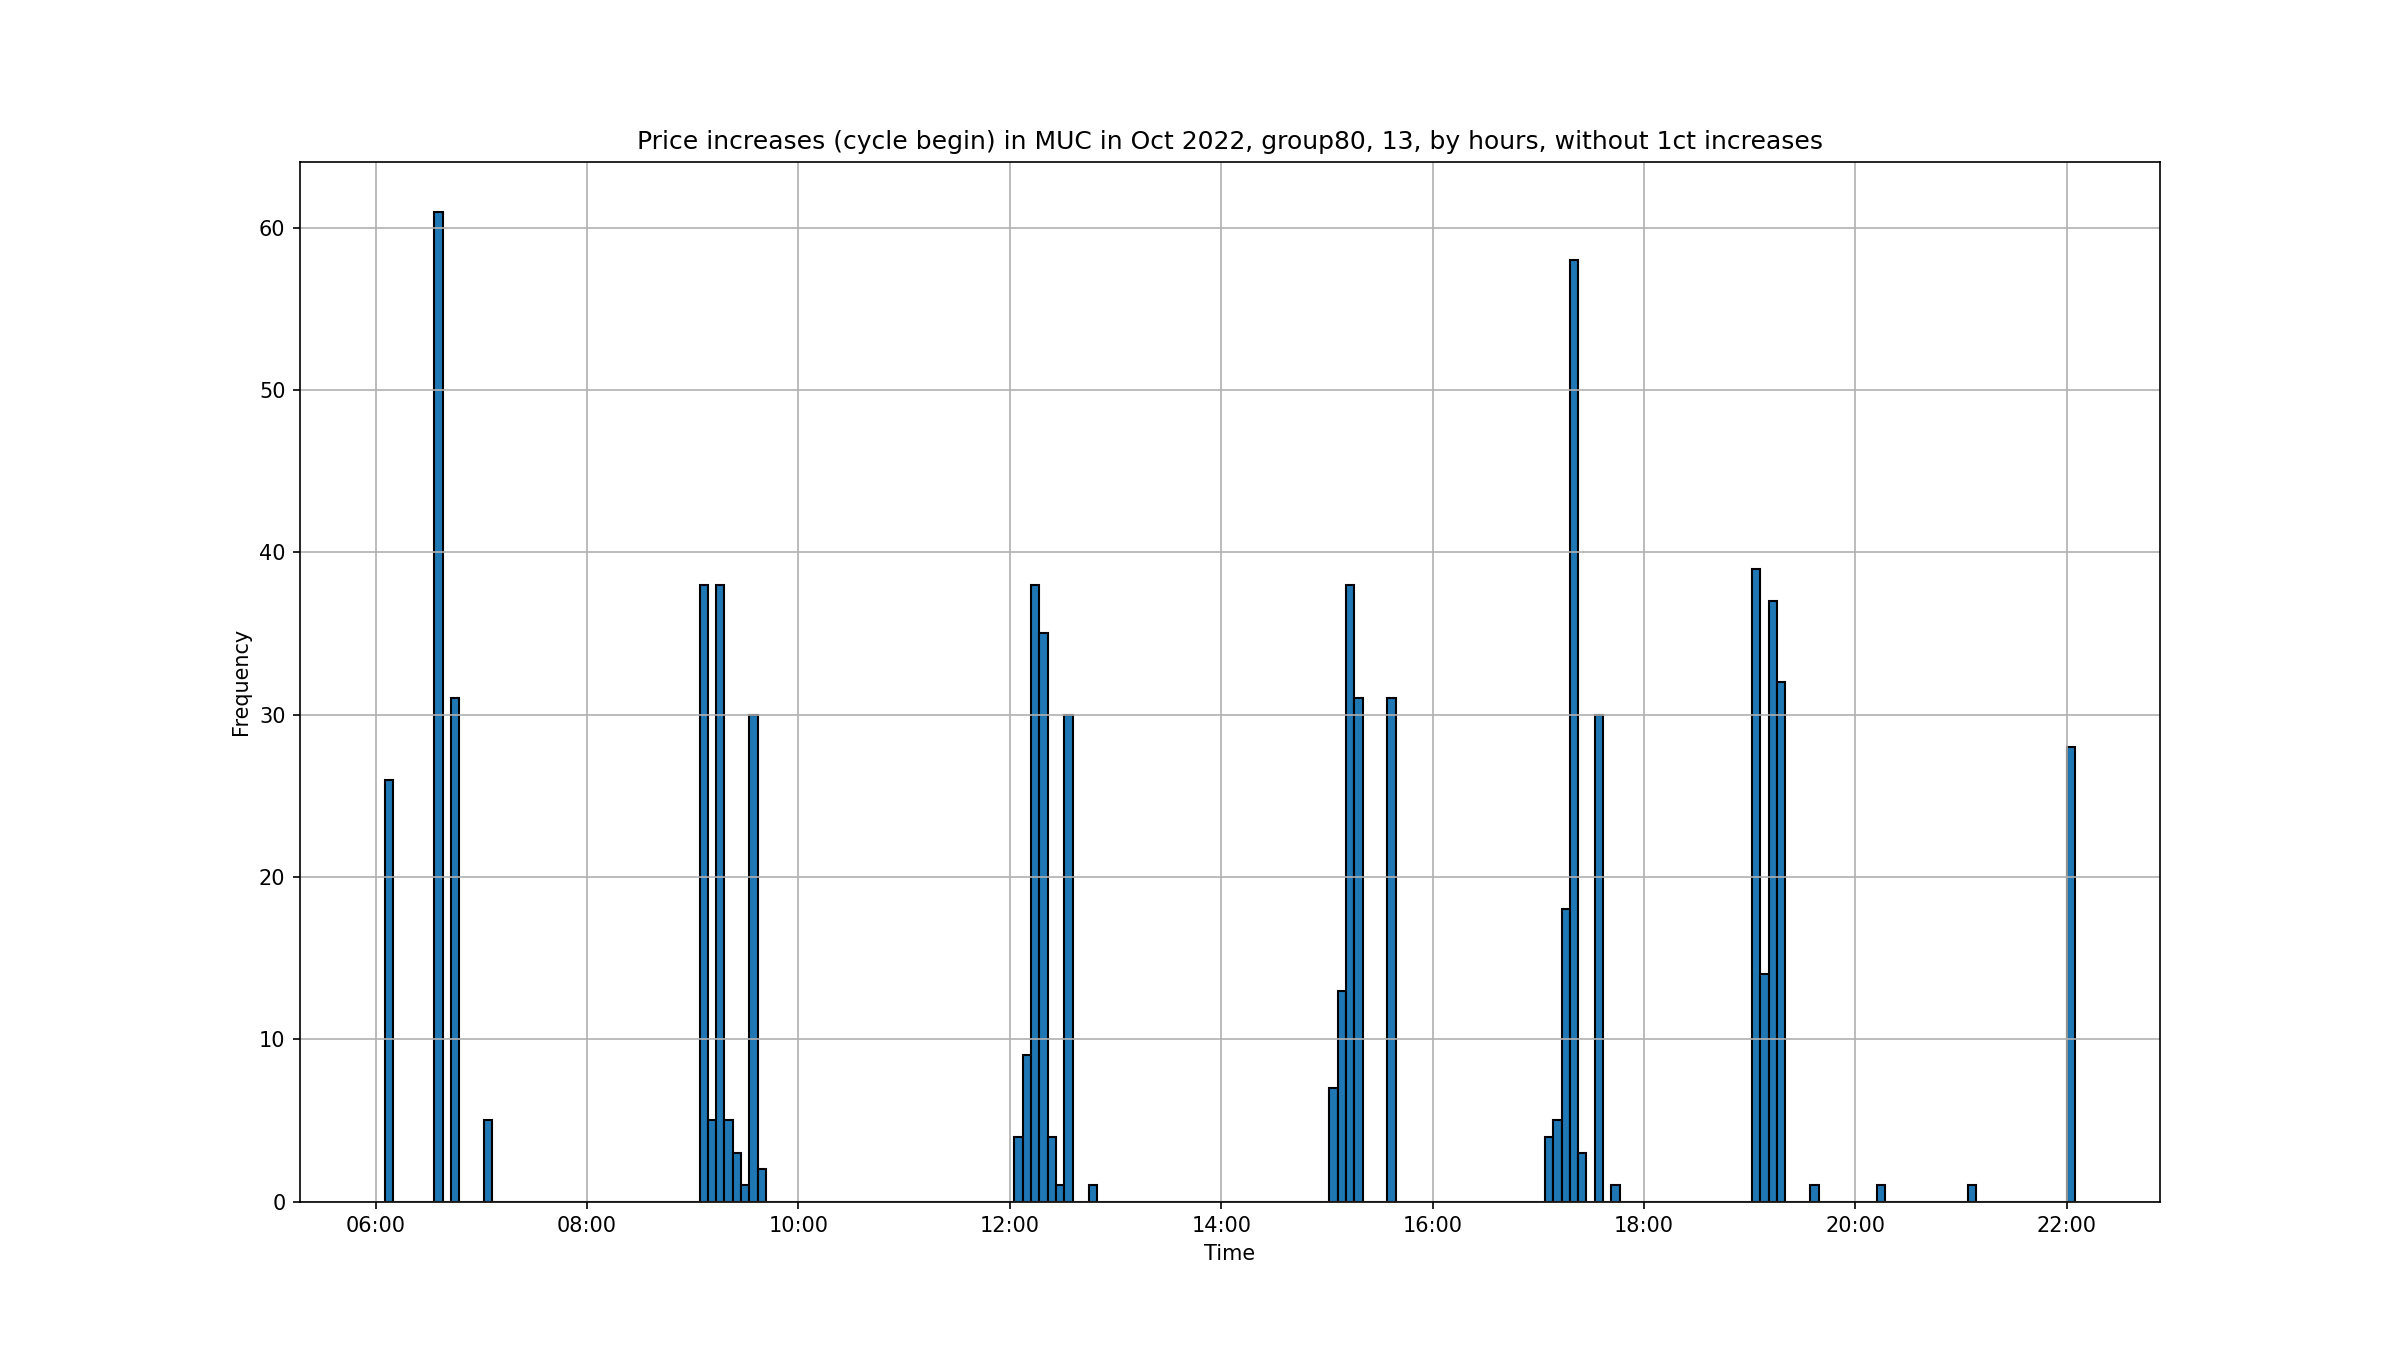 Price increases (cycle begin) in MUC in Oct 2022, group80, 13, by hours, without 1ct increases
60
50
40
30
20
10
0
Frequency
06:00 08:00 10:00 12:00 14:00 16:00 18:00 20:00 22:00
Time